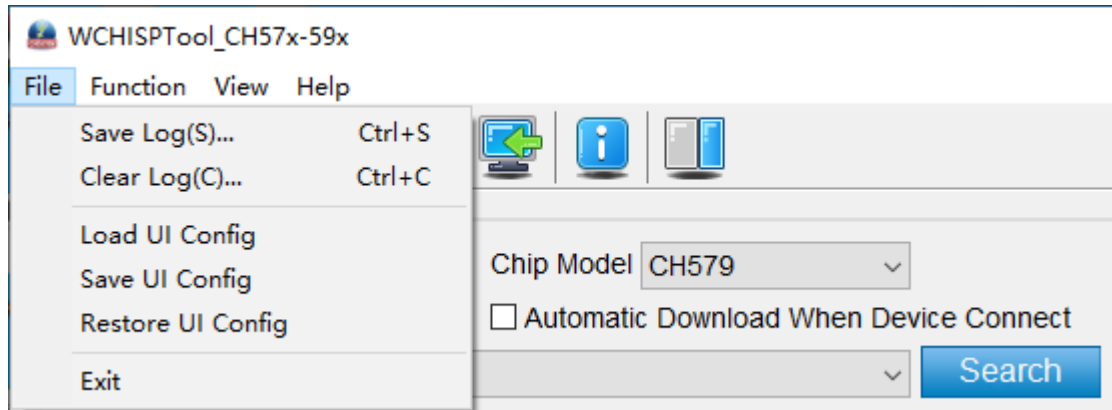 WCHISPTool_CH57x-59x
File Function View Help
Save Log(S)... Ctrl+S
Clear Log(C)... Ctrl+C
Load UI Config
Save UI Config
Restore UI Config
Exit
Chip Model CH579
Automatic Download When Device Connect
Search